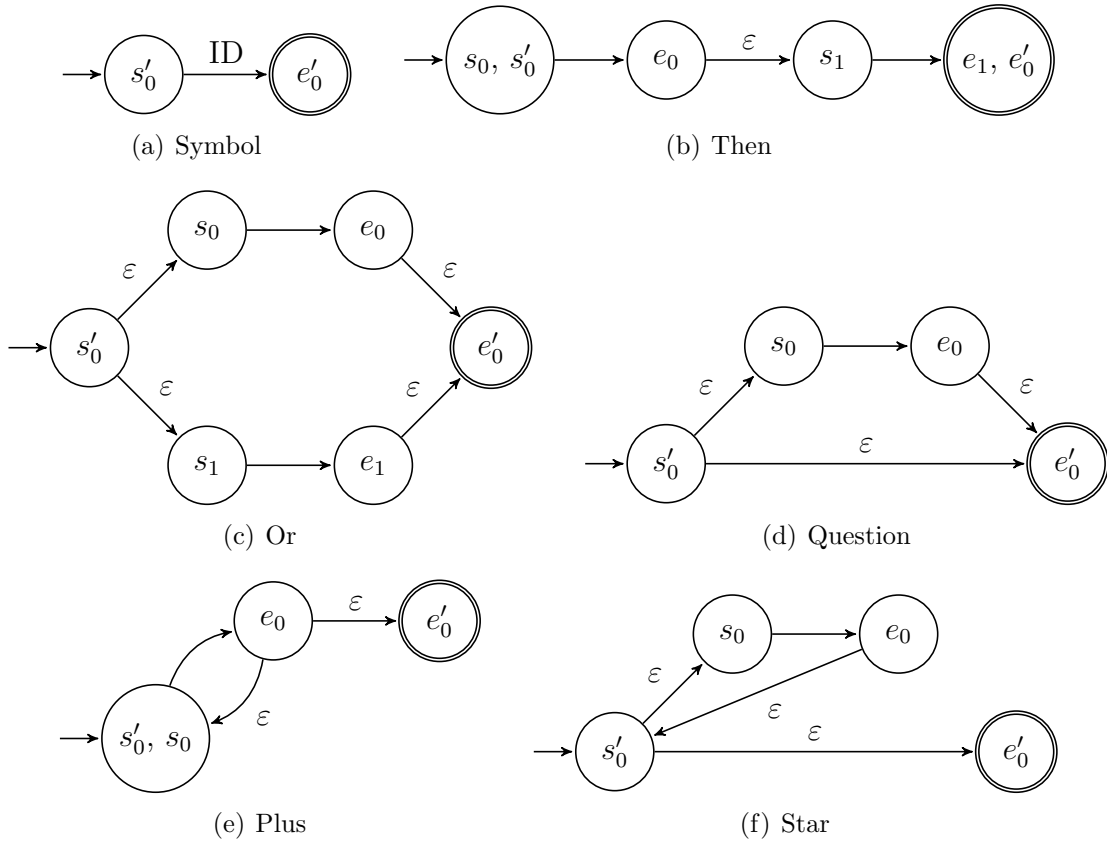 s′₀ ID e′₀
s₀, s′₀ e₀ ε s₁ e₁, e′₀
(a) Symbol
(b) Then
s₀ e₀
ε ε
s′₀ e′₀
ε ε
s₁ e₁
(c) Or
s₀ e₀
ε ε
s′₀ ε e′₀
(d) Question
e₀ ε e′₀
s′₀, s₀ ε
(e) Plus
s₀ e₀
ε ε
s′₀ ε e′₀
(f) Star